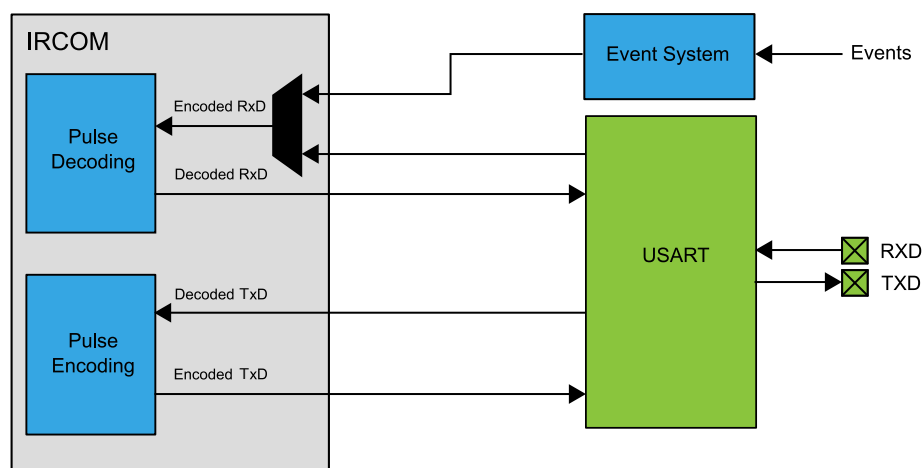 IRCOM
Event System
Events
Encoded RxD
Pulse
Decoding
Decoded RxD
USART
RXD
TXD
Decoded TxD
Pulse
Encoding
Encoded TxD